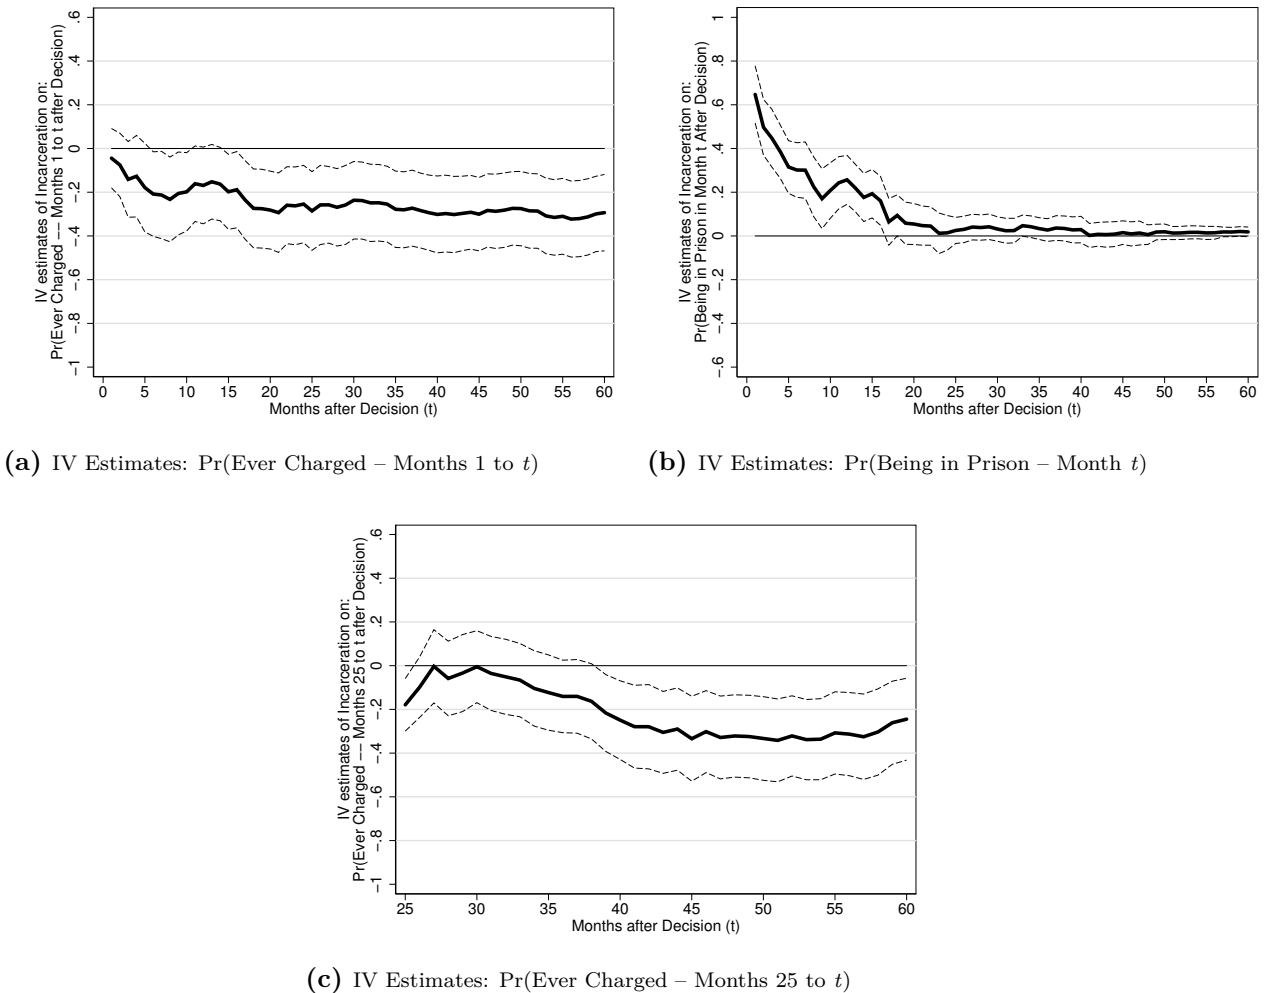 IV estimates of Incarceration on:
Pr(Ever Charged −− Months 1 to t after Decision)
.6
.4
.2
0
−.2
−.4
−.6
−.8
−1
0 5 10 15 20 25 30 35 40 45 50 55 60
Months after Decision (t)
(a) IV Estimates: Pr(Ever Charged – Months 1 to t)
IV estimates of Incarceration on:
Pr(Being in Prison in Month t After Decision)
1
.8
.6
.4
.2
0
−.2
−.4
−.6
0 5 10 15 20 25 30 35 40 45 50 55 60
Months after Decision (t)
(b) IV Estimates: Pr(Being in Prison – Month t)
IV estimates of Incarceration on:
Pr(Ever Charged −− Months 25 to t after Decision)
.6
.4
.2
0
−.2
−.4
−.6
−.8
−1
25 30 35 40 45 50 55 60
Months after Decision (t)
(c) IV Estimates: Pr(Ever Charged – Months 25 to t)